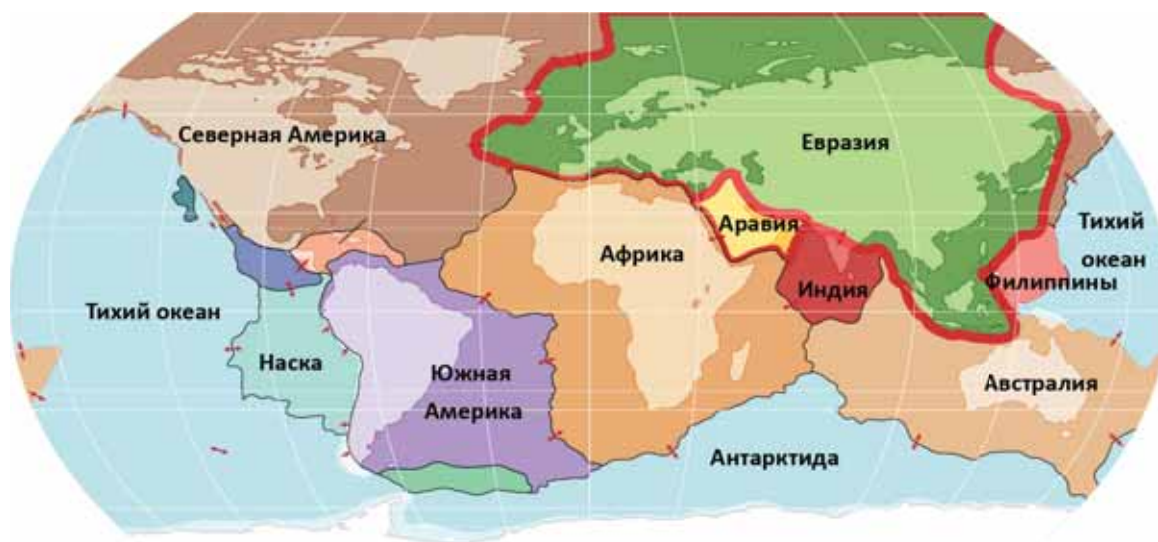 Северная Америка
Евразия
Аравия
Тихий
океан
Африка
Филиппины
Индия
Тихий океан
Наска
Южная
Америка
Австралия
Антарктида